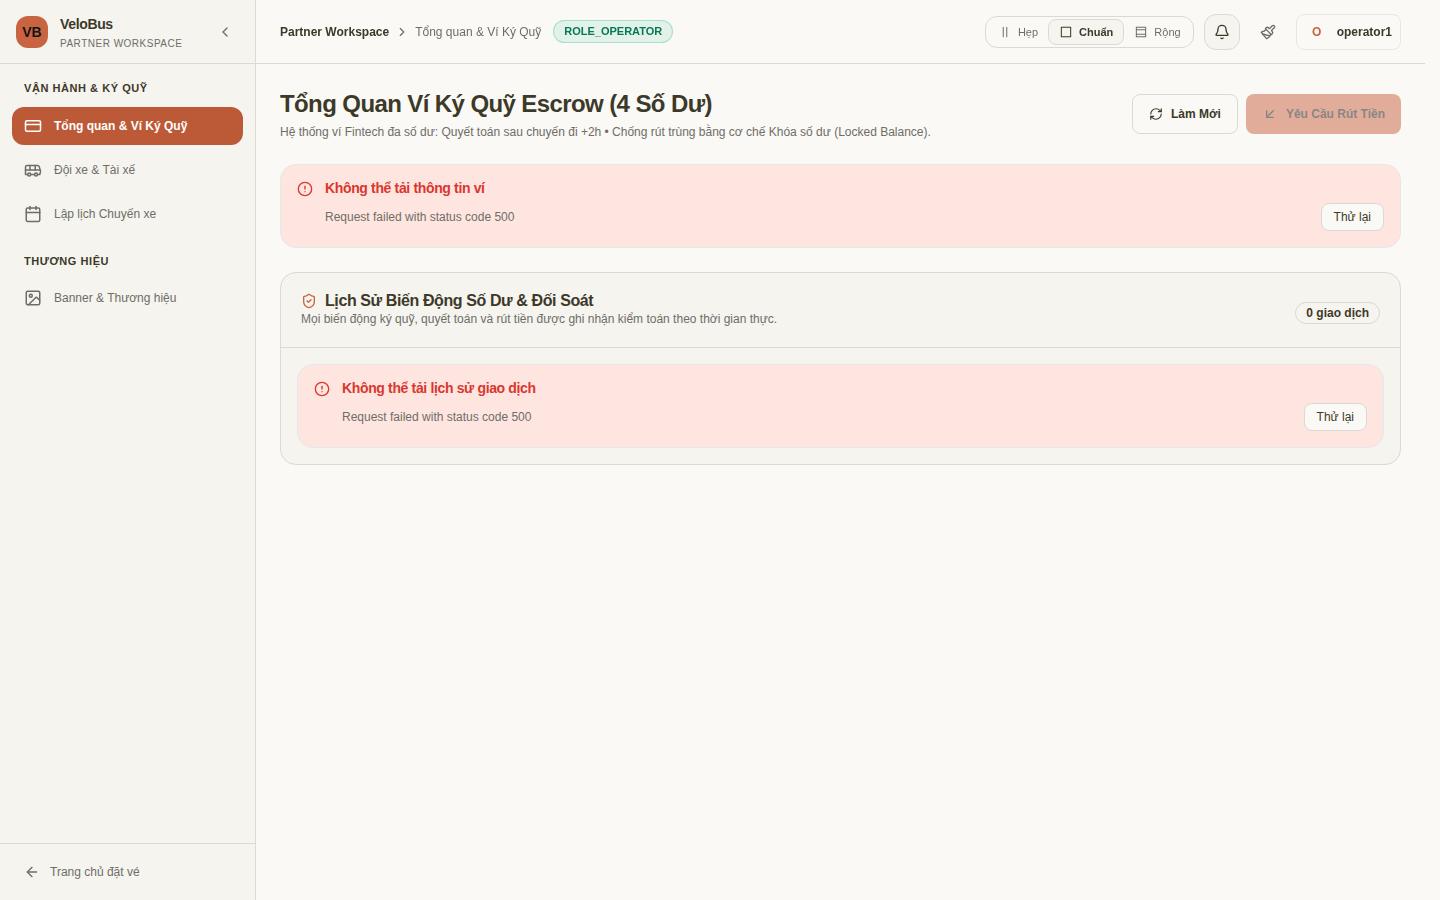 VB
VeloBus
PARTNER WORKSPACE
VẬN HÀNH & KÝ QUỸ
Tổng quan & Ví Ký Quỹ
Đội xe & Tài xế
Lập lịch Chuyến xe
THƯƠNG HIỆU
Banner & Thương hiệu
Trang chủ đặt vé
Partner Workspace
Tổng quan & Ví Ký Quỹ
ROLE_OPERATOR
Hẹp
Chuẩn
Rộng
O
operator1
Tổng Quan Ví Ký Quỹ Escrow (4 Số Dư)
Hệ thống ví Fintech đa số dư: Quyết toán sau chuyến đi +2h • Chống rút trùng bằng cơ chế Khóa số dư (Locked Balance).
Làm Mới
Yêu Cầu Rút Tiền
Không thể tải thông tin ví
Request failed with status code 500
Thử lại
Lịch Sử Biến Động Số Dư & Đối Soát
Mọi biến động ký quỹ, quyết toán và rút tiền được ghi nhận kiểm toán theo thời gian thực.
0 giao dịch
Không thể tải lịch sử giao dịch
Request failed with status code 500
Thử lại